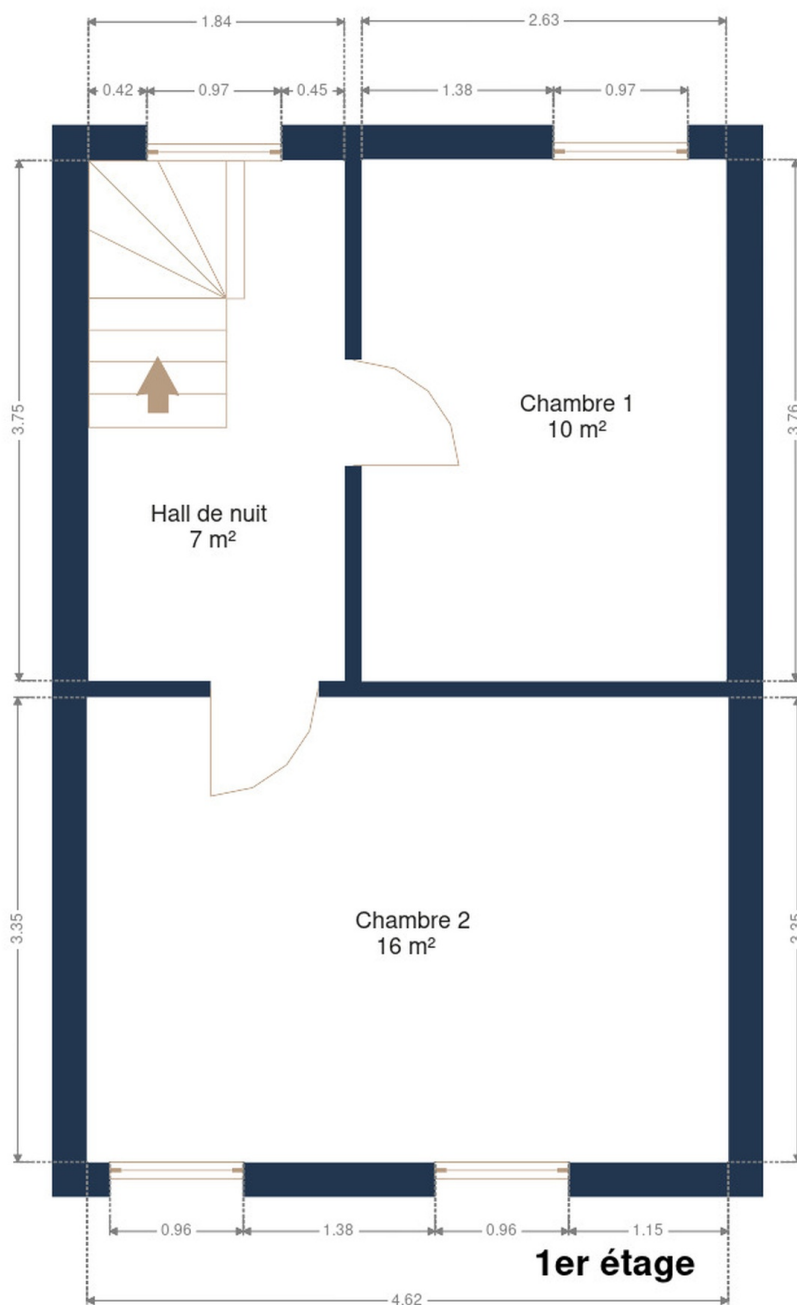 1.84
2.63
0.42
0.97
0.45
1.38
0.97
3.75
3.76
Chambre 1
10 m²
Hall de nuit
7 m²
3.35
3.35
Chambre 2
16 m²
0.96
1.38
0.96
1.15
1er étage
4.62